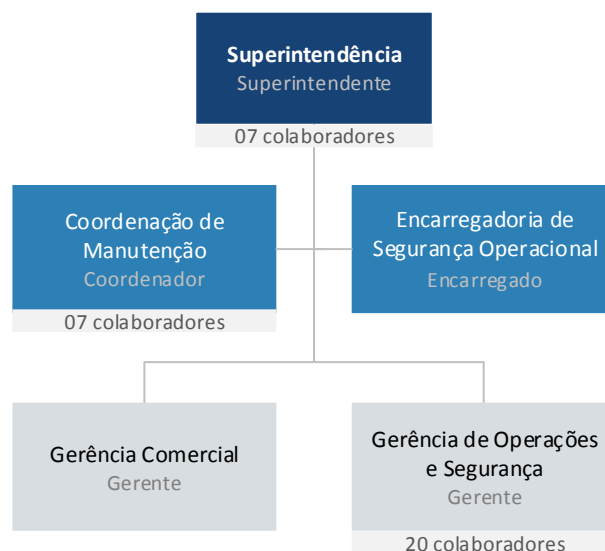 Superintendência
Superintendente
07 colaboradores
Coordenação de
Manutenção
Coordenador
07 colaboradores
Encarregadoria de
Segurança Operacional
Encarregado
Gerência Comercial
Gerente
Gerência de Operações
e Segurança
Gerente
20 colaboradores